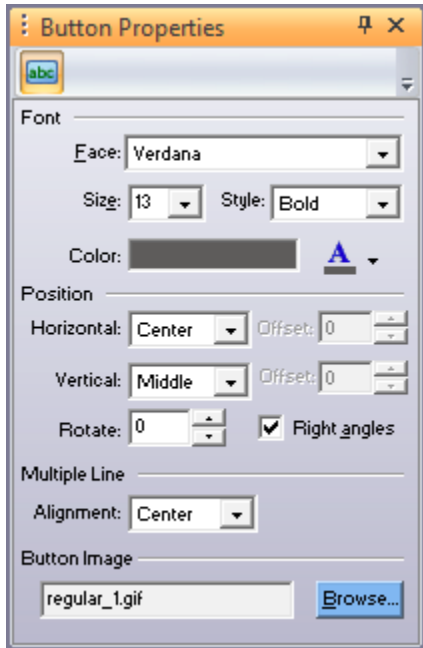 Button Properties
abc
Font
Face: Verdana
Size: 13 Style: Bold
Color: A
Position
Horizontal: Center Offset: 0
Vertical: Middle Offset: 0
Rotate: 0 Right angles
Multiple Line
Alignment: Center
Button Image
regular_1.gif Browse...